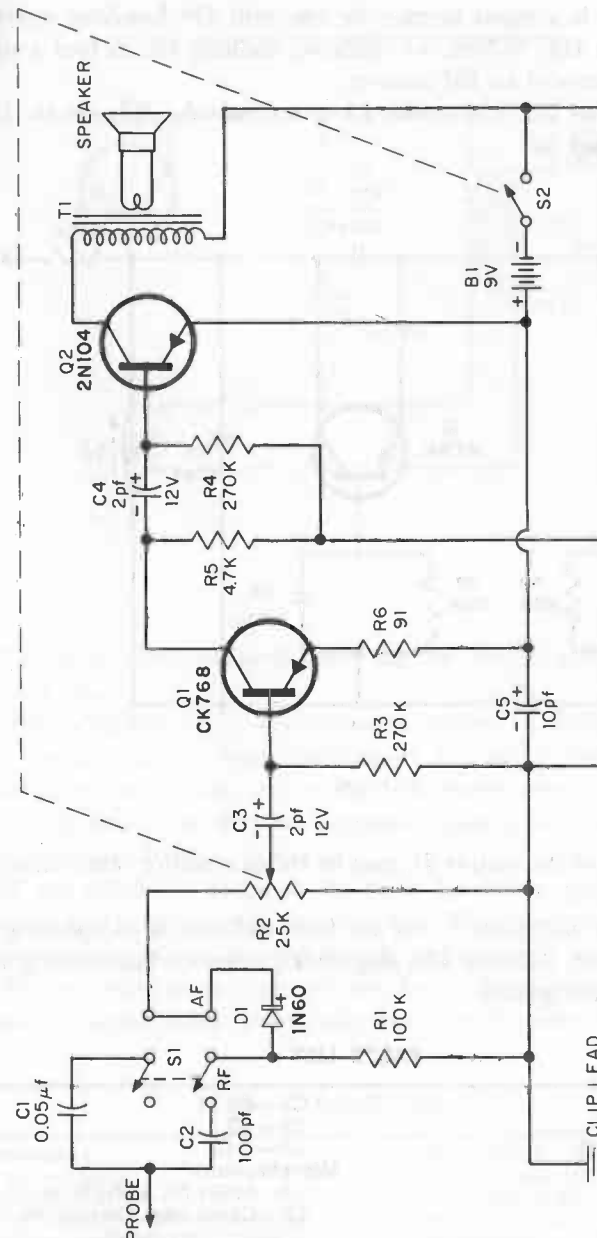 SPEAKER
T1
S2
B1
9V
- +
Q2
2N104
C4
2pf
- +
12V
R4
270K
R5
4.7K
Q1
CK768
R6
91
C5
- +
10pf
R3
270K
C3
2pf
- +
12V
R2
25K
AF
D1
+
1N60
S1
RF
R1
100K
C1
0.05µf
C2
100pf
PROBE
CLIP LEAD